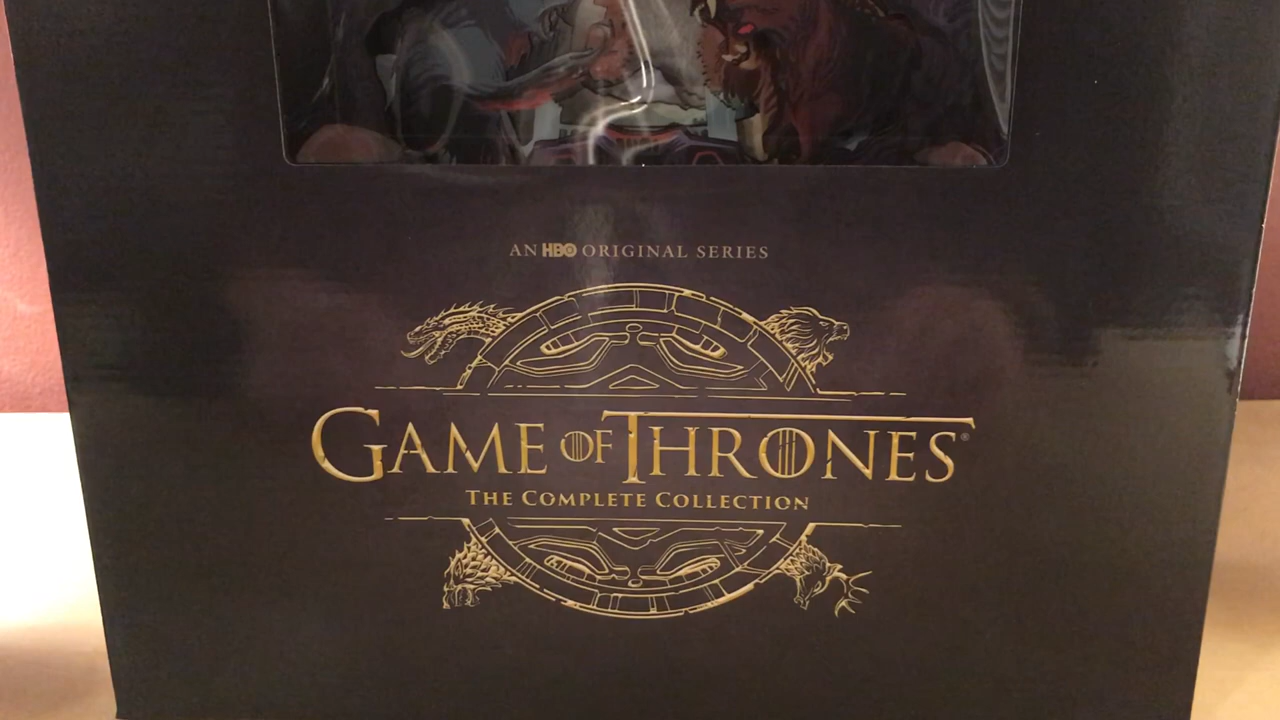 AN HBO ORIGINAL SERIES
GAME OF THRONES®
THE COMPLETE COLLECTION